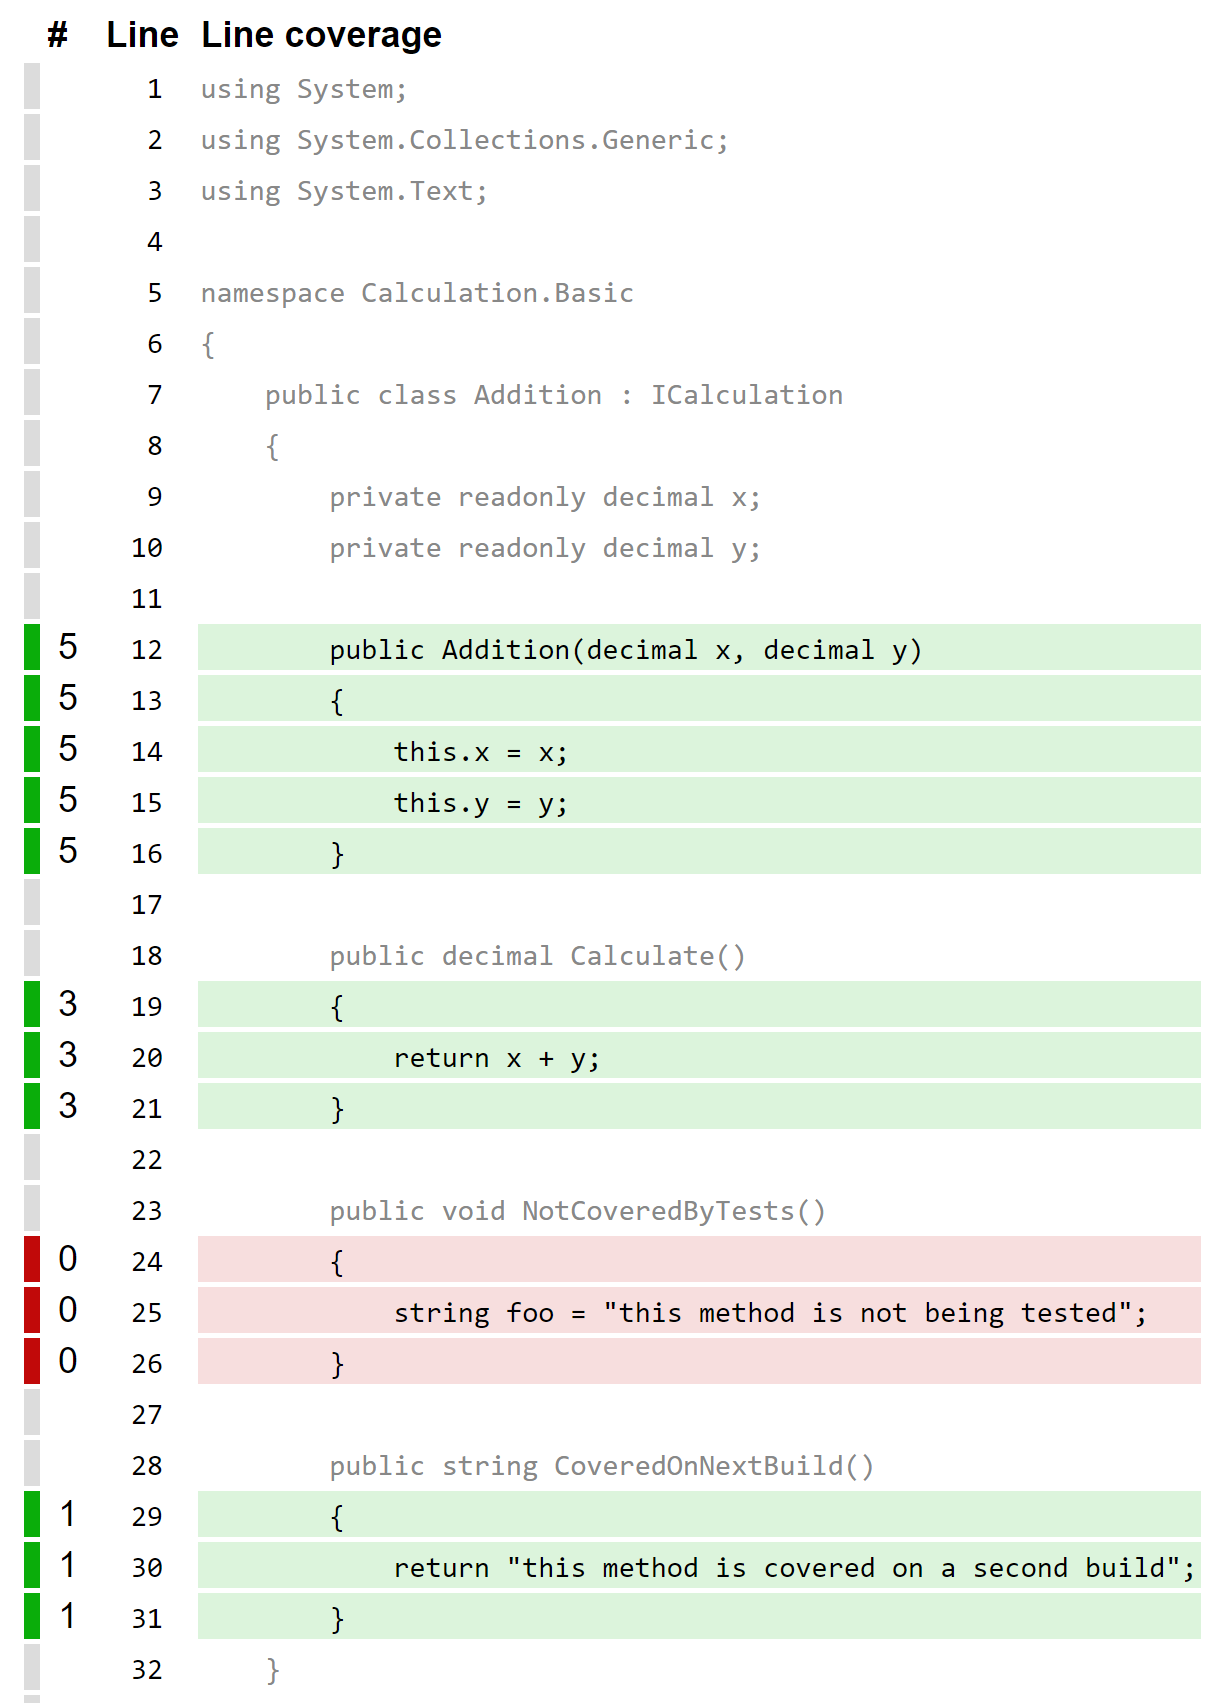 # Line Line coverage
1 using System;
2 using System.Collections.Generic;
3 using System.Text;
4
5 namespace Calculation.Basic
6 {
7     public class Addition : ICalculation
8     {
9         private readonly decimal x;
10         private readonly decimal y;
11
5 12         public Addition(decimal x, decimal y)
5 13         {
5 14             this.x = x;
5 15             this.y = y;
5 16         }
17
18         public decimal Calculate()
3 19         {
3 20             return x + y;
3 21         }
22
23         public void NotCoveredByTests()
0 24         {
0 25             string foo = "this method is not being tested";
0 26         }
27
28         public string CoveredOnNextBuild()
1 29         {
1 30             return "this method is covered on a second build";
1 31         }
32     }